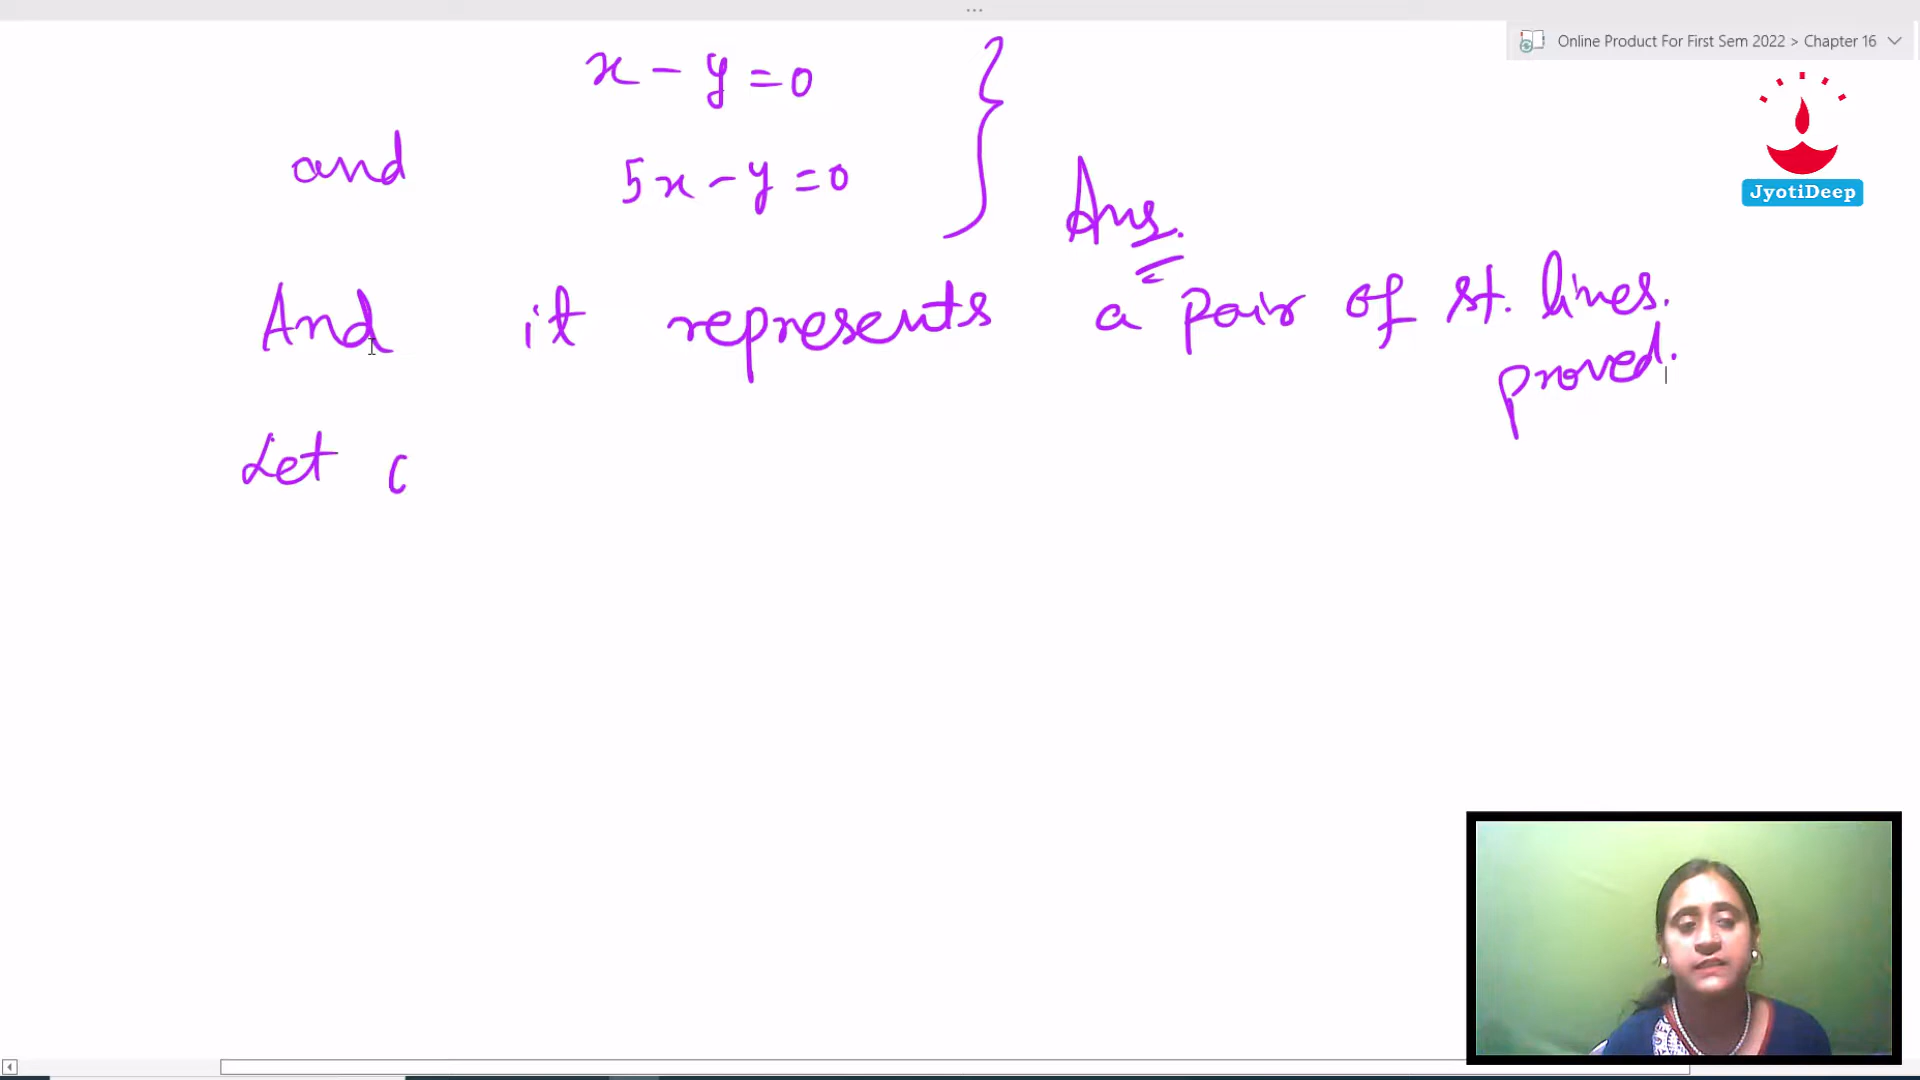 ...
Online Product For First Sem 2022 > Chapter 16
x - y = 0
JyotiDeep
and 5x - y = 0
Ans.
And it represents a pair of st. lines.
proved.
Let c